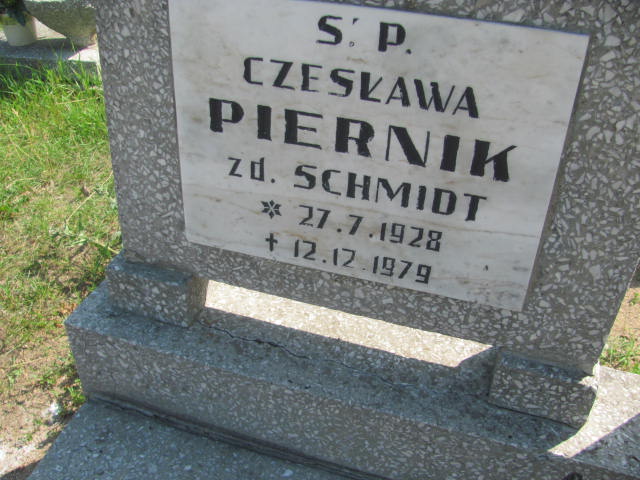 Ś. P.
CZESŁAWA
PIERNIK
zd. SCHMIDT
* 27.7.1928
✝ 12.12.1979